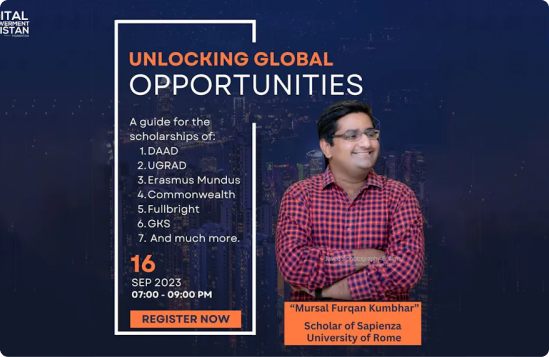 ITAL
STAN
UNLOCKING GLOBAL
OPPORTUNITIES
A guide for the
scholarships of:
1. DAAD
2. UGRAD
3. Erasmus Mundus
4. Commonwealth
5. Fullbright
6. GKS
7. And much more.
16
SEP 2023
07:00 - 09:00 PM
REGISTER NOW
“Mursal Furqan Kumbhar”
Scholar of Sapienza
University of Rome